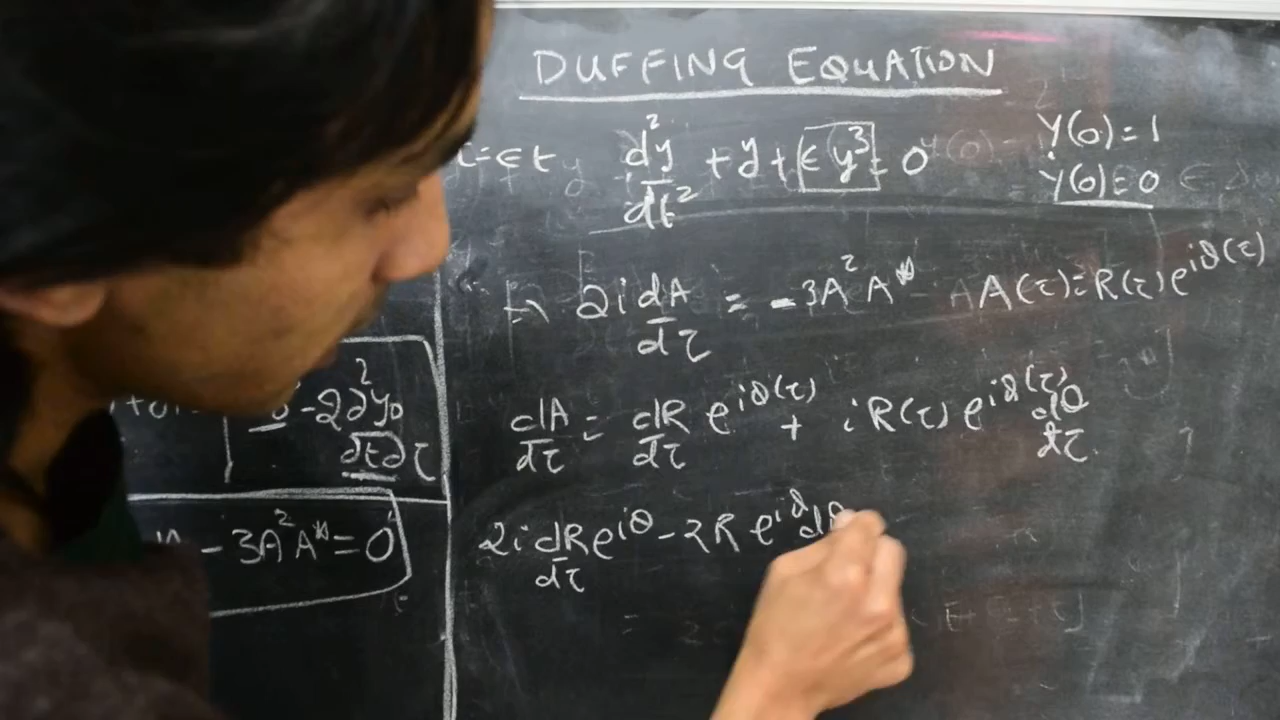 DUFFING EQUATION
τ=εt d²y/dt² + y + εy³ = 0 y(0)=1
ẏ(0)=0
2i dA/dτ = -3A²A* A(τ)=R(τ)e^{iθ(τ)}
dA/dτ = dR/dτ e^{iθ(τ)} + iR(τ)e^{iθ(τ)} dθ/dτ
2i dR/dτ e^{iθ} - 2R e^{iθ} dθ
-2∂²y₀/∂t∂τ
-3A²A*=0